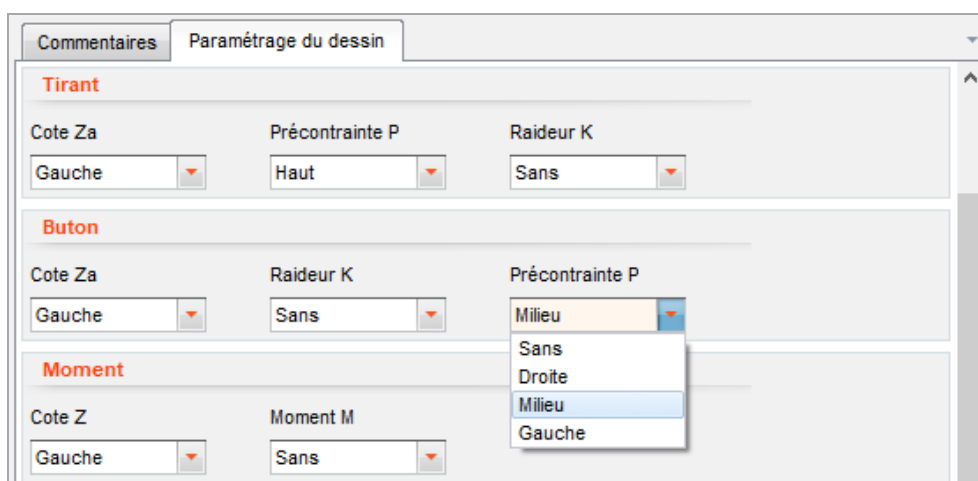 Commentaires Paramétrage du dessin
Tirant
Cote Za Précontrainte P Raideur K
Gauche Haut Sans
Buton
Cote Za Raideur K Précontrainte P
Gauche Sans Milieu
Sans
Droite
Milieu
Gauche
Moment
Cote Z Moment M
Gauche Sans